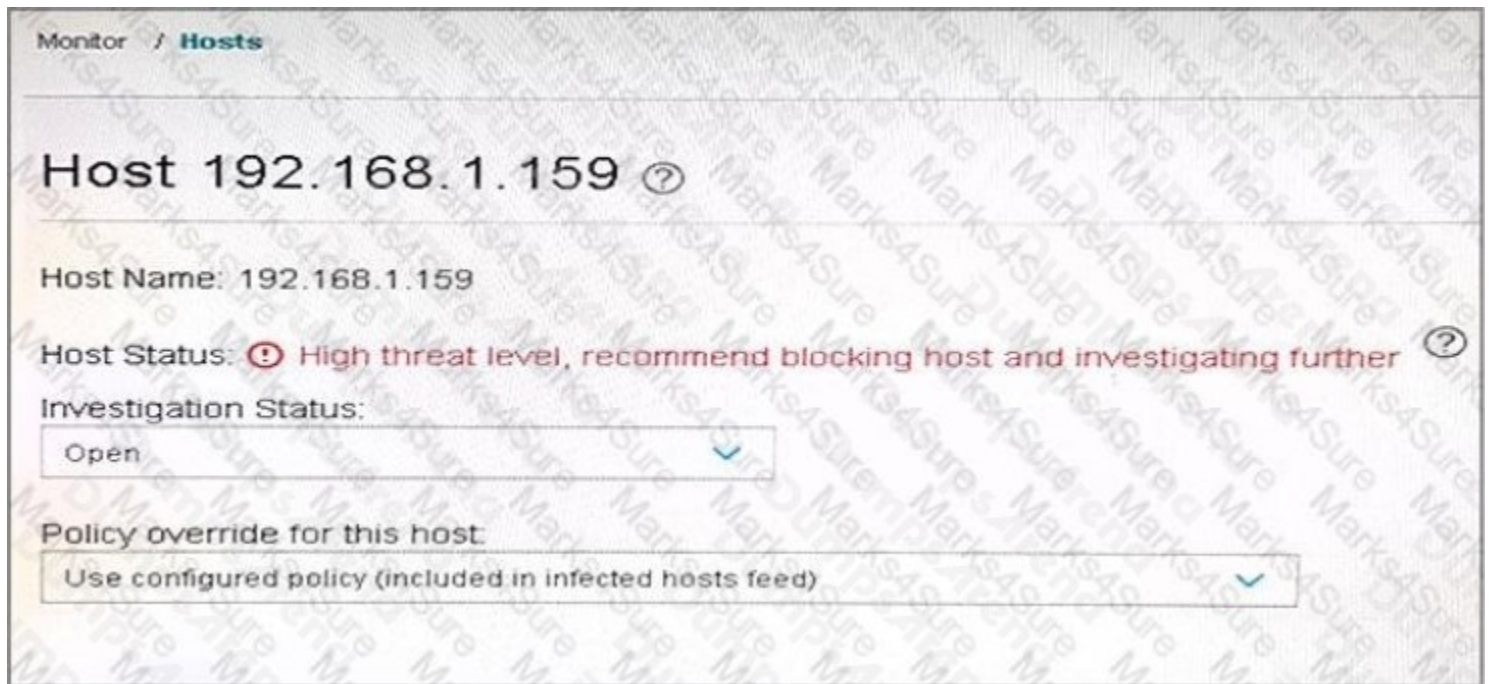 Monitor / Hosts
Host 192.168.1.159 ?
Host Name: 192.168.1.159
Host Status: ! High threat level, recommend blocking host and investigating further ?
Investigation Status:
Open
Policy override for this host:
Use configured policy (included in infected hosts feed)
Marks4Sure
DumpsArena